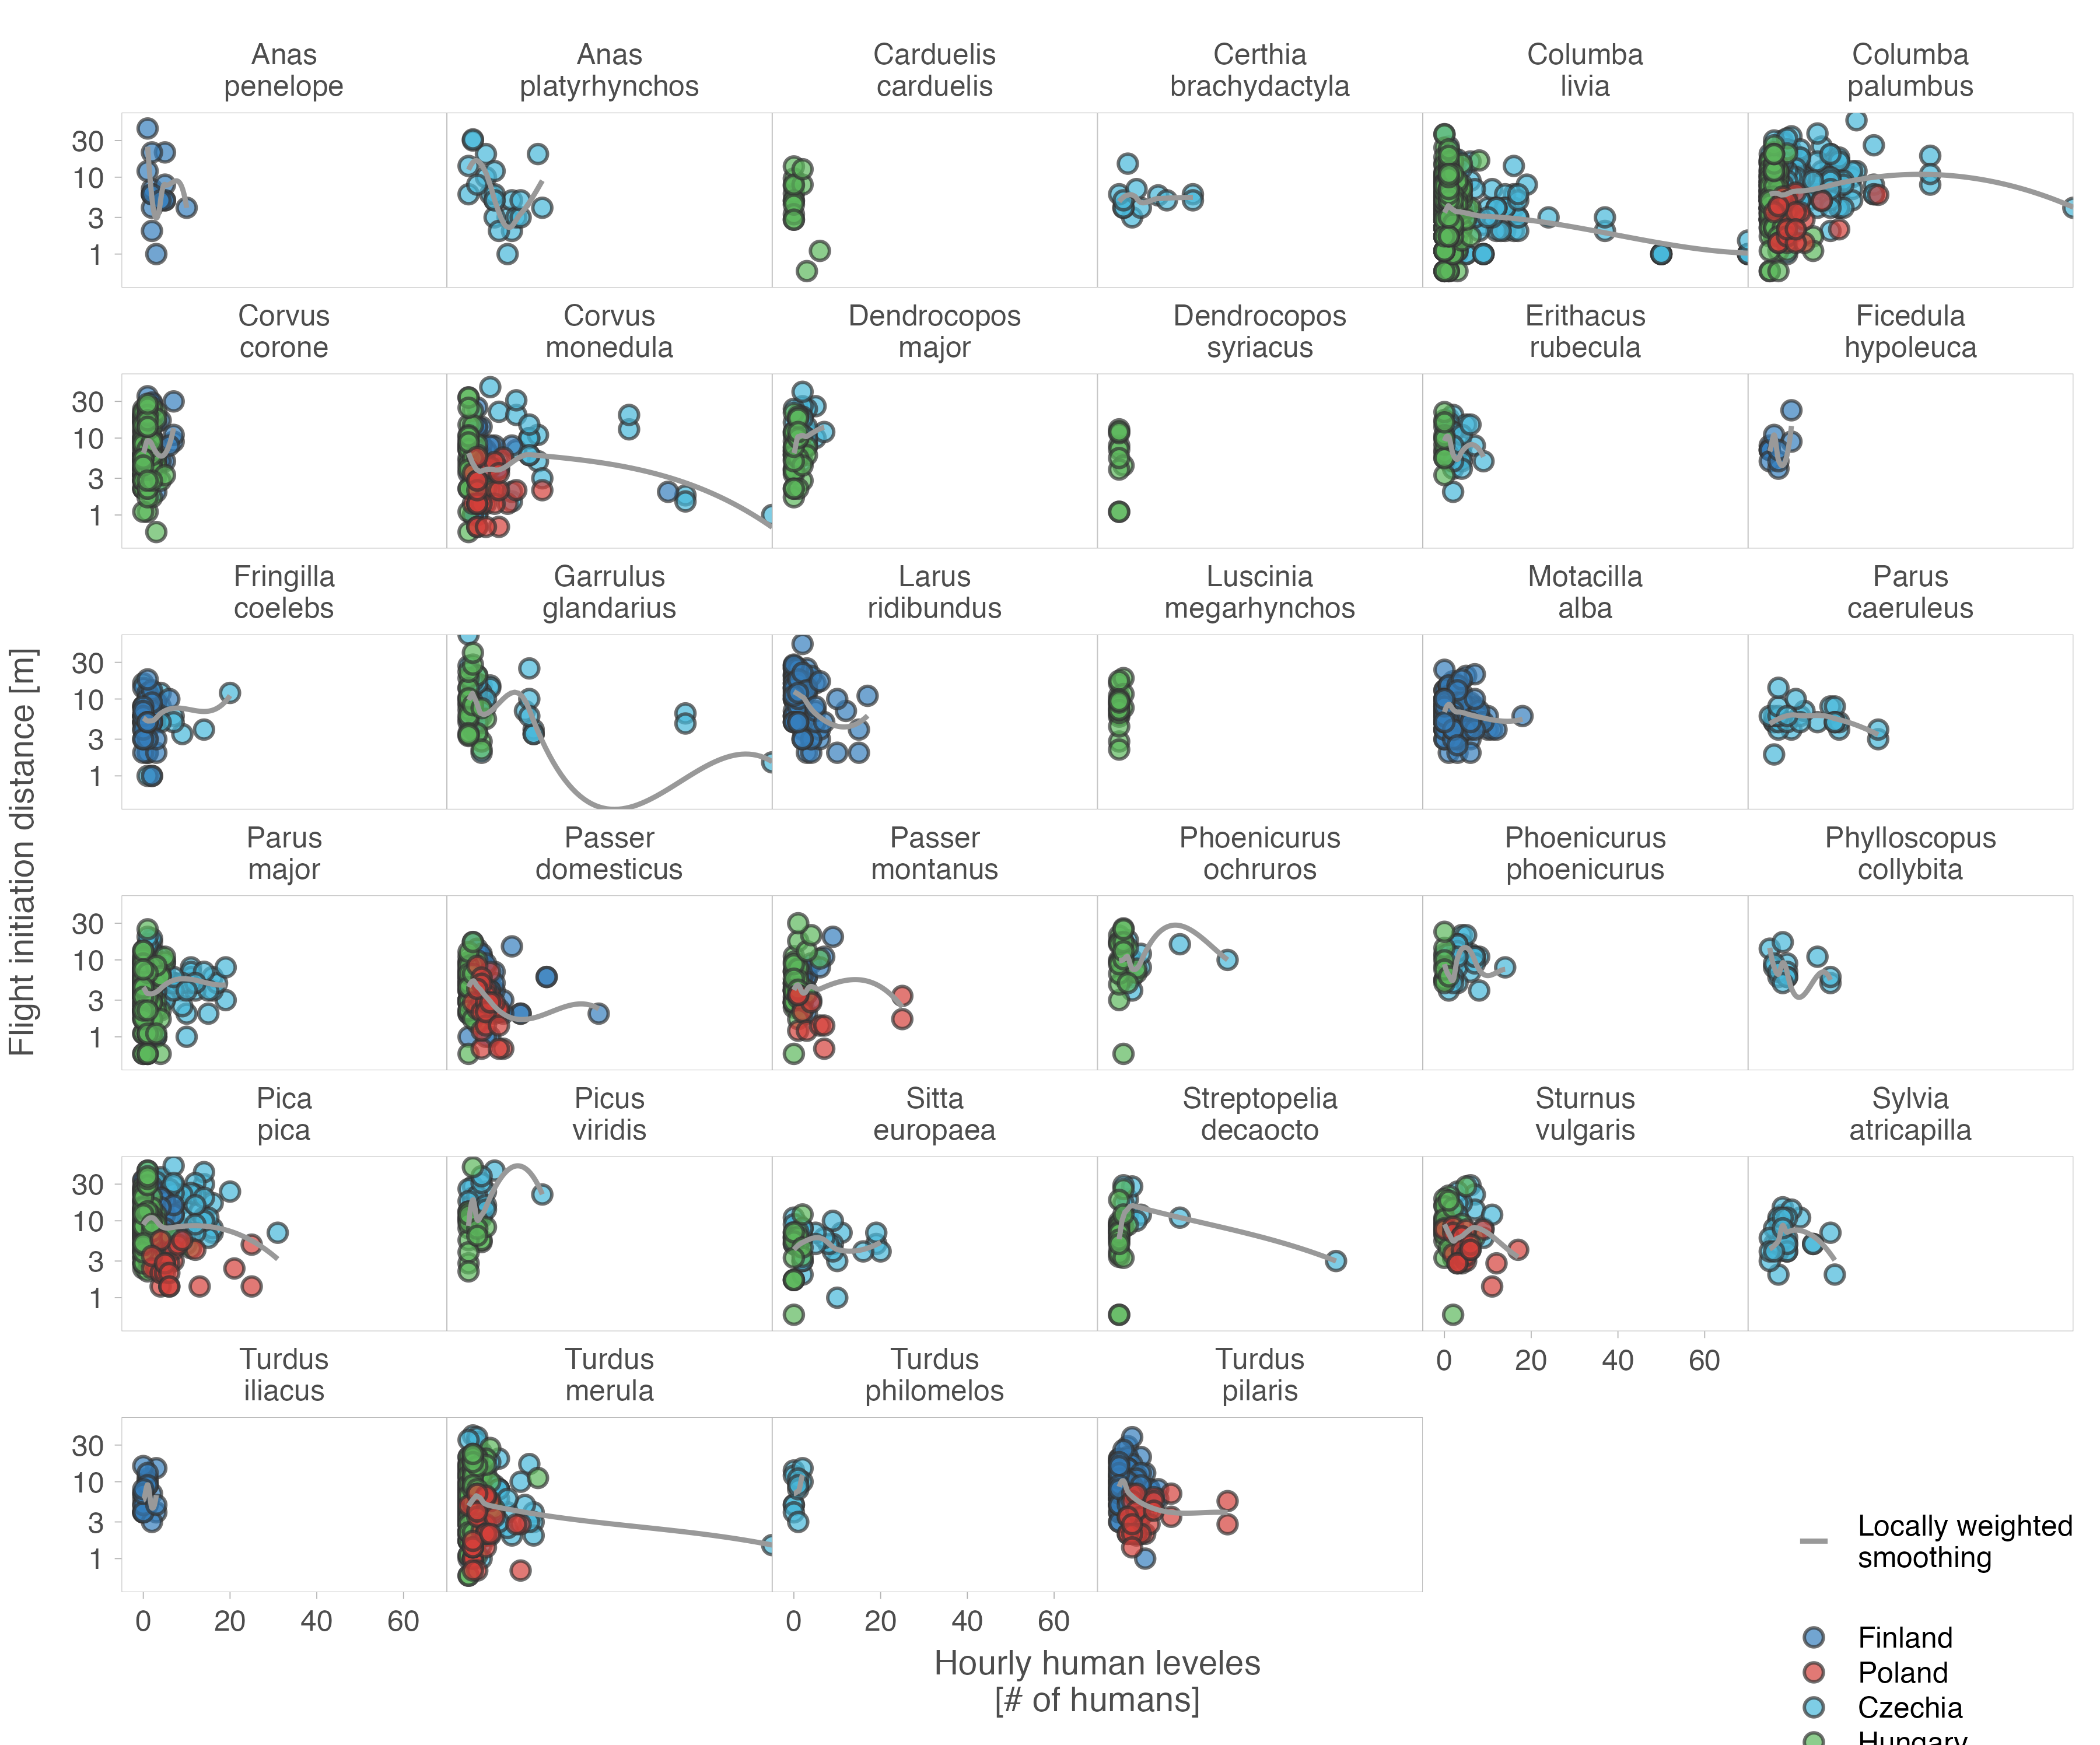 Anas
penelope
Anas
platyrhynchos
Carduelis
carduelis
Certhia
brachydactyla
Columba
livia
Columba
palumbus
30
10
3
1
Corvus
corone
Corvus
monedula
Dendrocopos
major
Dendrocopos
syriacus
Erithacus
rubecula
Ficedula
hypoleuca
30
10
3
1
Fringilla
coelebs
Garrulus
glandarius
Larus
ridibundus
Luscinia
megarhynchos
Motacilla
alba
Parus
caeruleus
30
10
3
1
Flight initiation distance [m]
Parus
major
Passer
domesticus
Passer
montanus
Phoenicurus
ochruros
Phoenicurus
phoenicurus
Phylloscopus
collybita
30
10
3
1
Pica
pica
Picus
viridis
Sitta
europaea
Streptopelia
decaocto
Sturnus
vulgaris
Sylvia
atricapilla
30
10
3
1
0 20 40 60
Turdus
iliacus
Turdus
merula
Turdus
philomelos
Turdus
pilaris
30
10
3
1
0 20 40 60
0 20 40 60
Hourly human leveles
[# of humans]
Locally weighted
smoothing
Finland
Poland
Czechia
Hungary